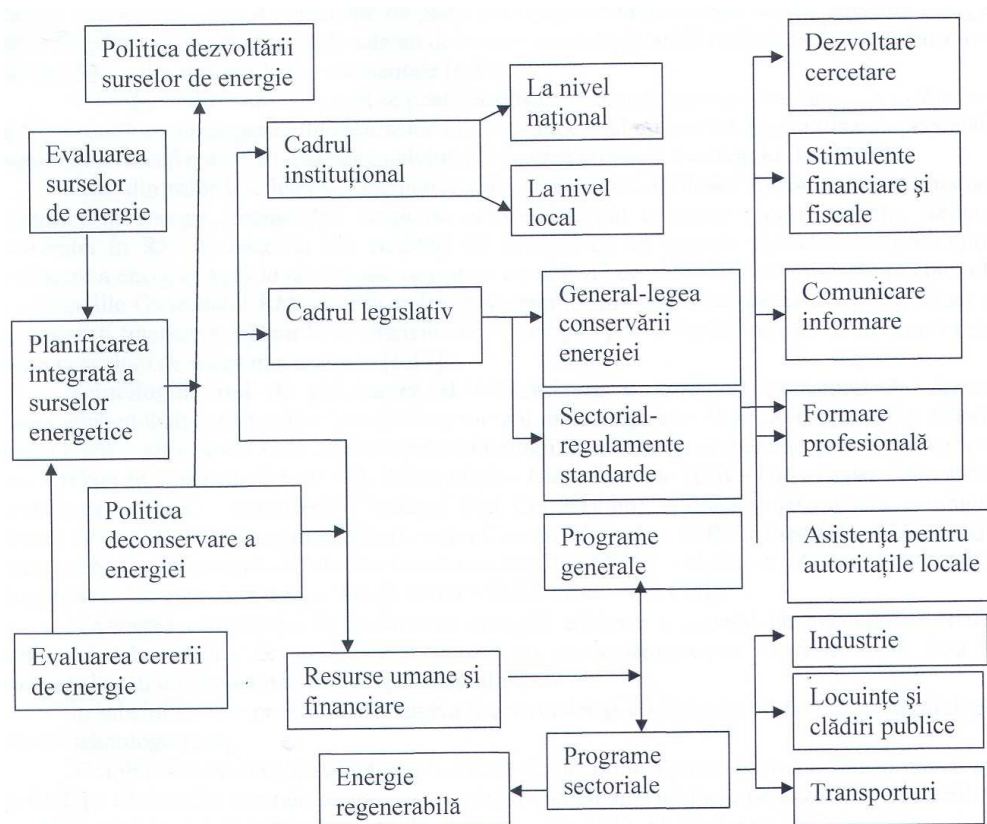 Politica dezvoltării
surselor de energie
Dezvoltare
cercetare
La nivel
național
Evaluarea
surselor
de energie
Cadrul
instituțional
Stimulente
financiare și
fiscale
La nivel
local
Cadrul legislativ
General-legea
conservării
energiei
Comunicare
informare
Planificarea
integrată a
surselor
energetice
Sectorial-
regulamente
standarde
Formare
profesională
Politica
deconservare a
energiei
Programe
generale
Asistența pentru
autoritațile locale
Evaluarea cererii
de energie
Resurse umane și
financiare
Industrie
Locuințe și
clădiri publice
Energie
regenerabilă
Programe
sectoriale
Transporturi